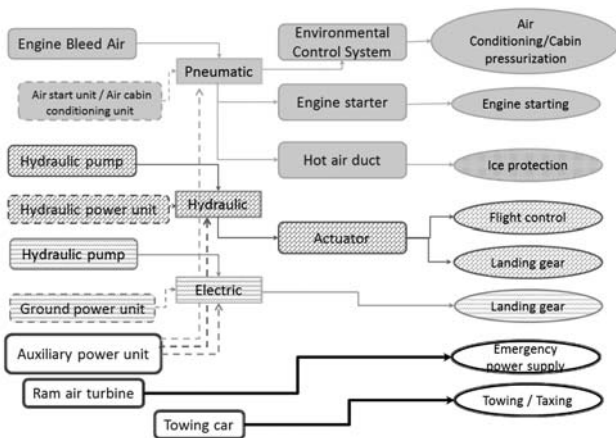 Engine Bleed Air
Air start unit / Air cabin
conditioning unit
Pneumatic
Environmental
Control System
Air
Conditioning/Cabin
pressurization
Engine starter
Engine starting
Hydraulic pump
Hot air duct
Ice protection
Hydraulic power unit
Hydraulic
Flight control
Actuator
Hydraulic pump
Landing gear
Electric
Ground power unit
Landing gear
Auxiliary power unit
Emergency
power supply
Ram air turbine
Towing / Taxing
Towing car